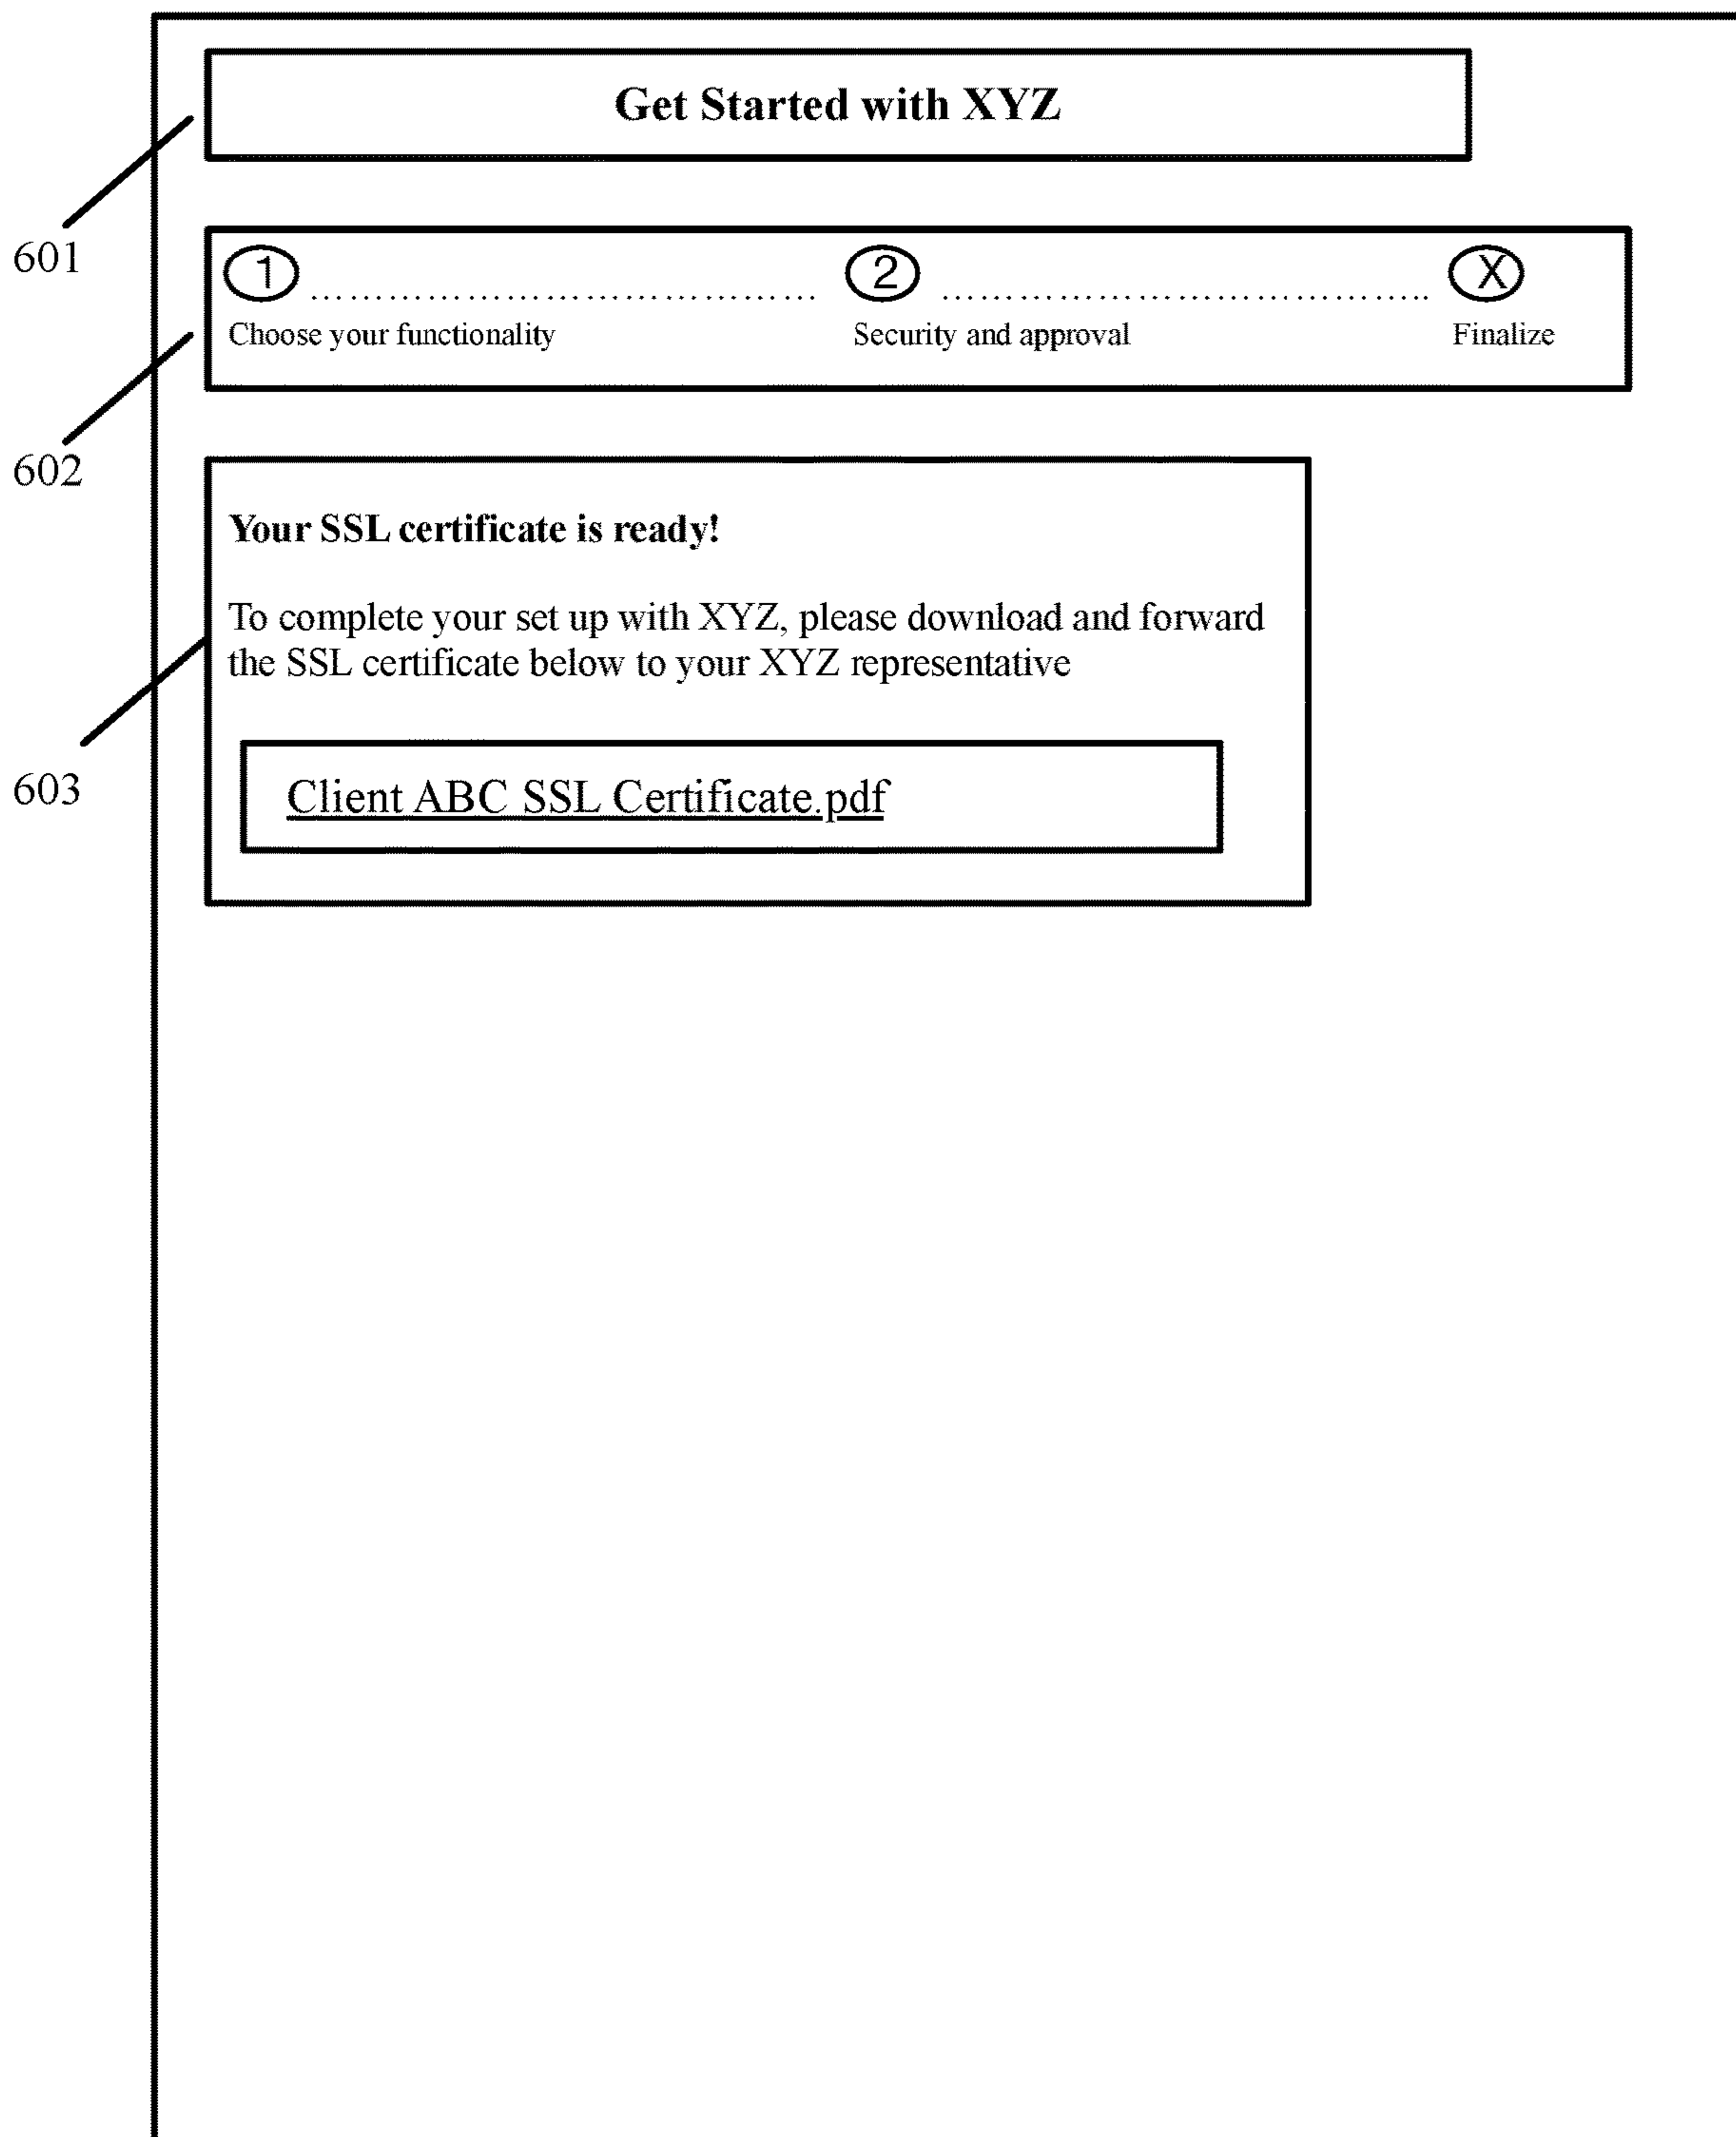 Get Started with XYZ
601
1 ........................................ 2 ...................................... X
Choose your functionality Security and approval Finalize
602
Your SSL certificate is ready!
To complete your set up with XYZ, please download and forward
the SSL certificate below to your XYZ representative
603
Client ABC SSL Certificate.pdf